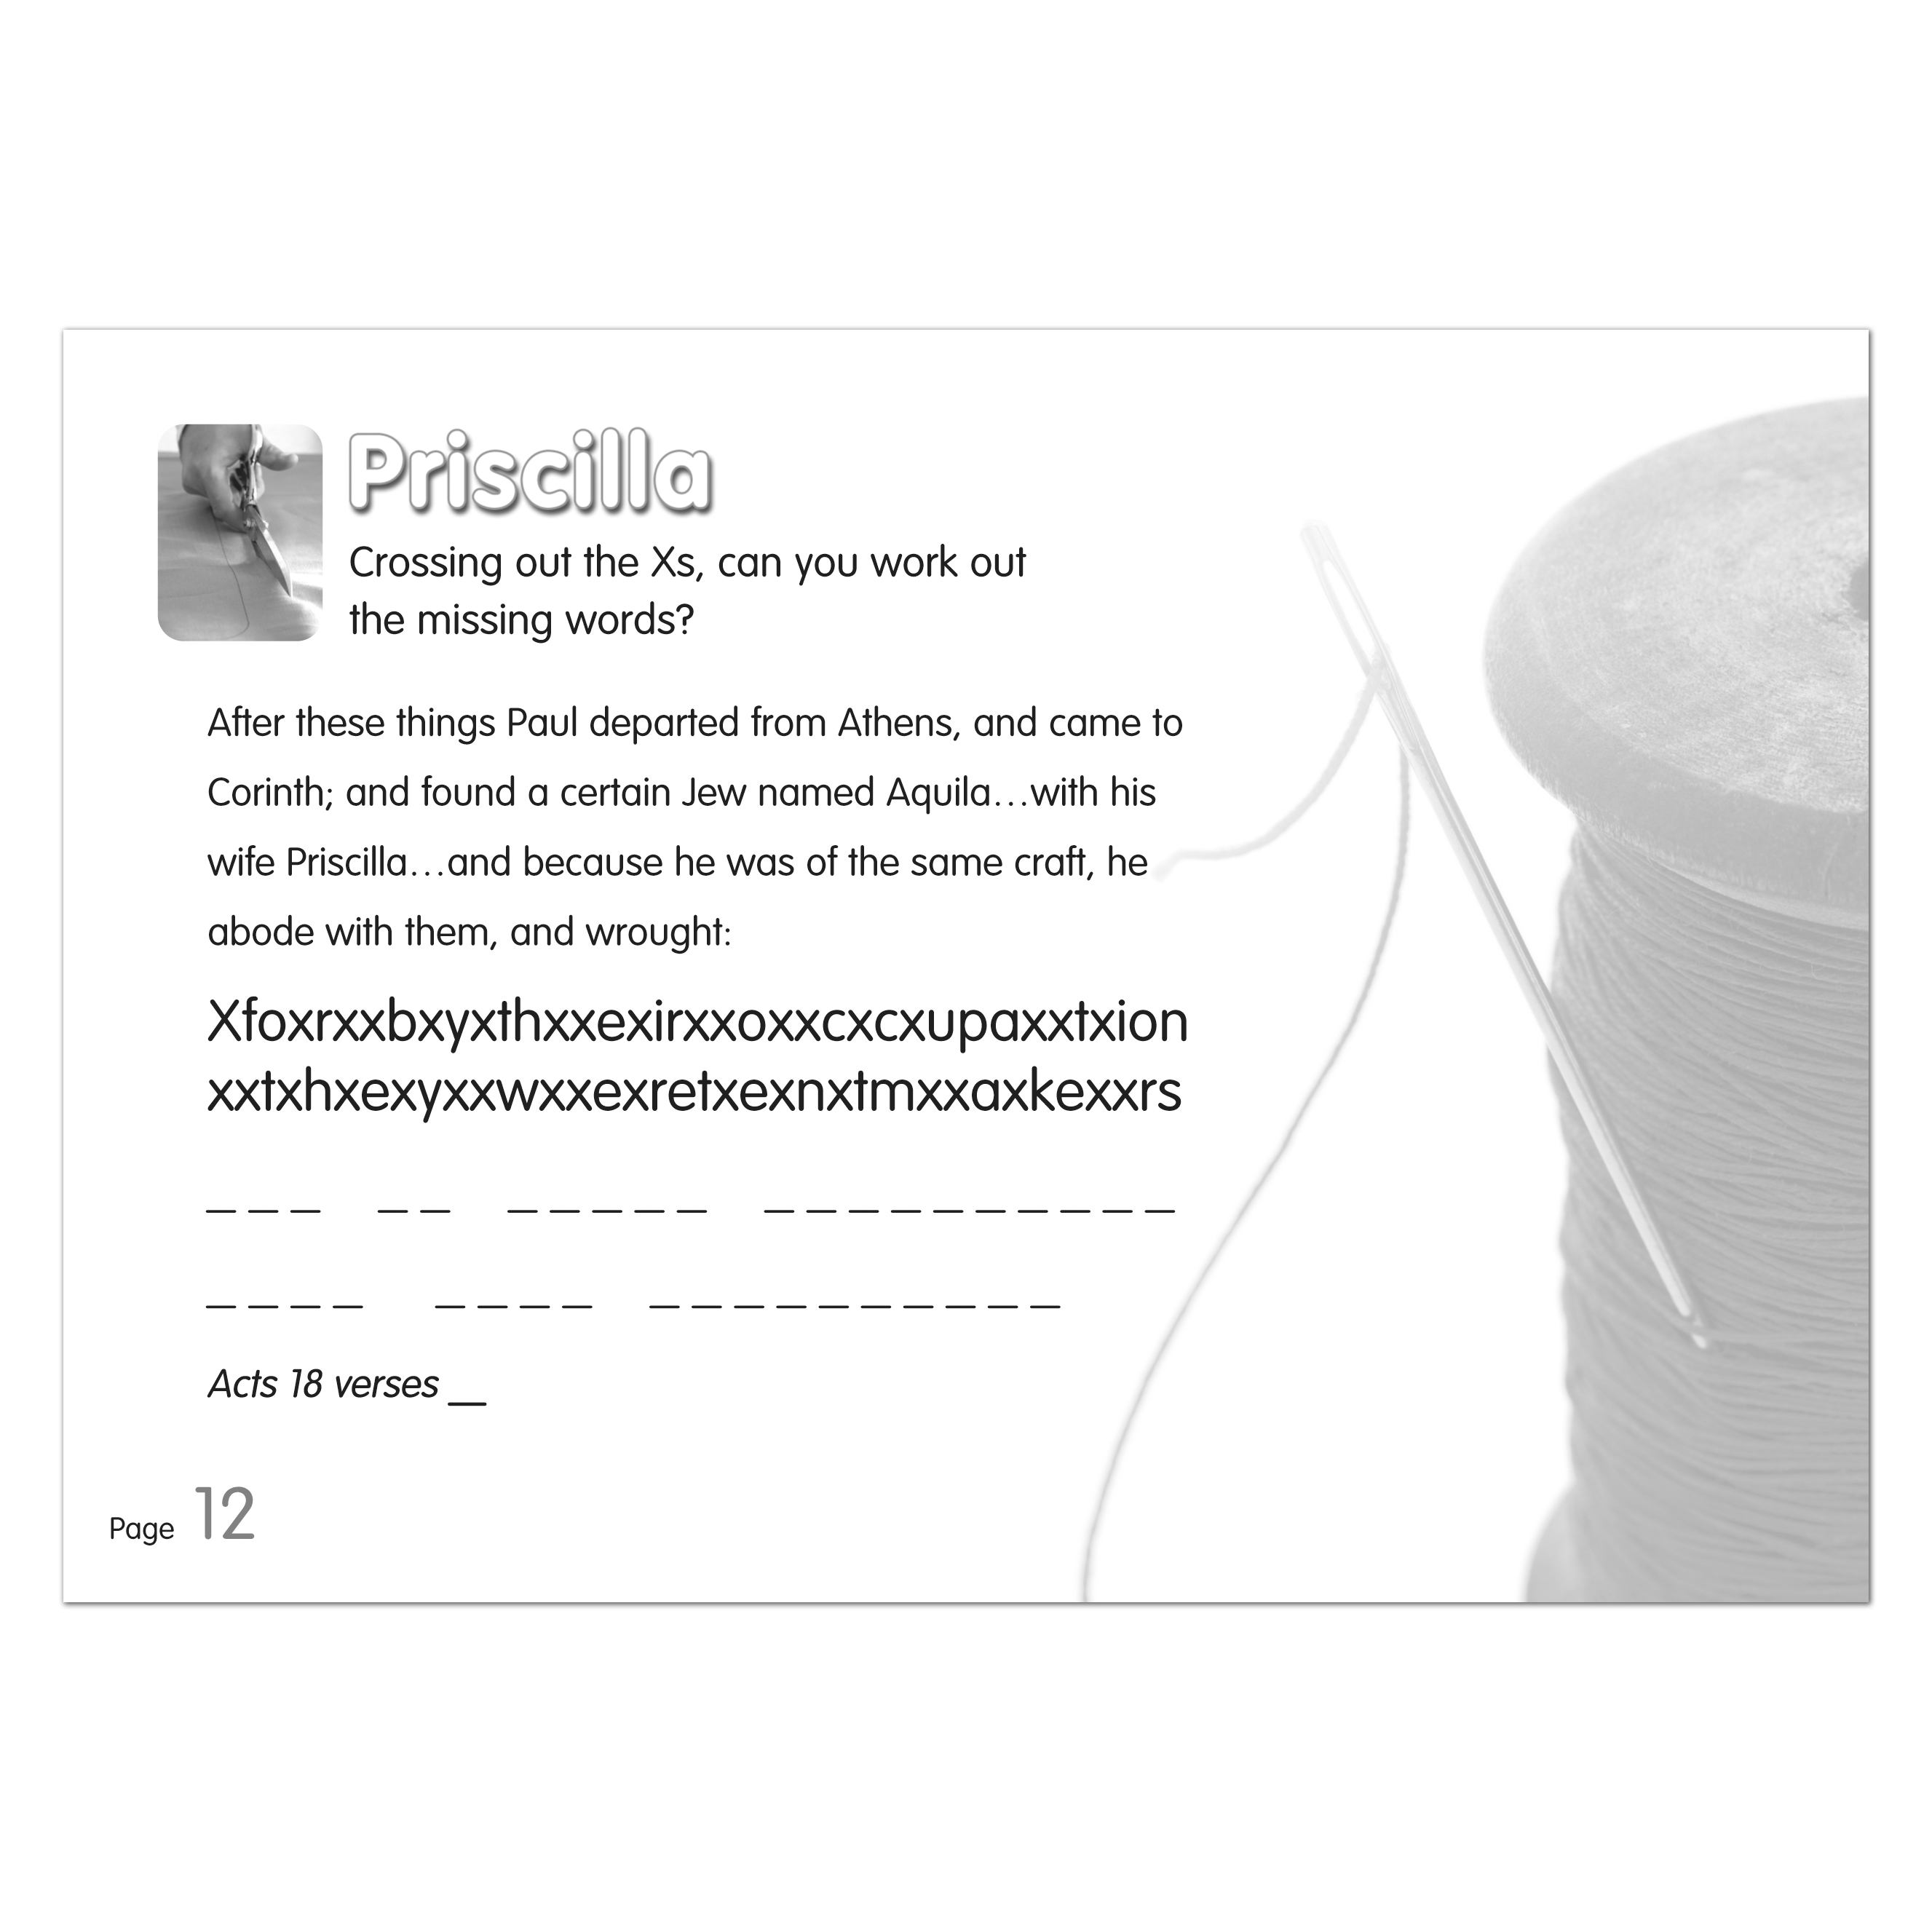 Priscilla
Crossing out the Xs, can you work out
the missing words?
After these things Paul departed from Athens, and came to
Corinth; and found a certain Jew named Aquila…with his
wife Priscilla…and because he was of the same craft, he
abode with them, and wrought:
Xfoxrxxbxyxthxxexirxxoxxcxcxupaxxtxion
xxtxhxexyxxwxxexretxexnxtmxxaxkexxrs
_ _ _ _ _ _ _ _ _ _ _ _ _ _ _ _ _ _ _ _
_ _ _ _ _ _ _ _ _ _ _ _ _ _ _ _ _ _
Acts 18 verses __
Page 12